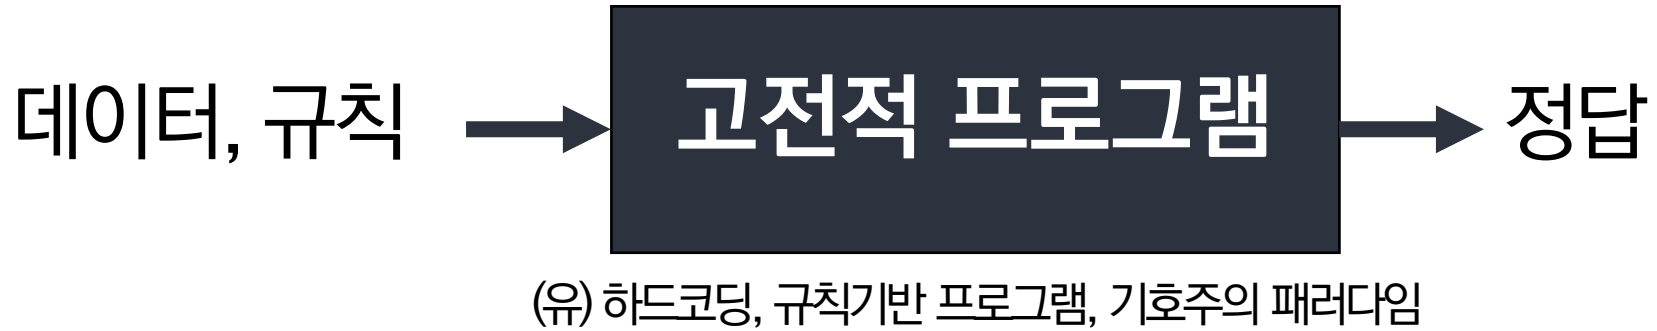 데이터, 규칙
고전적 프로그램
정답
(유) 하드코딩, 규칙기반 프로그램, 기호주의 패러다임